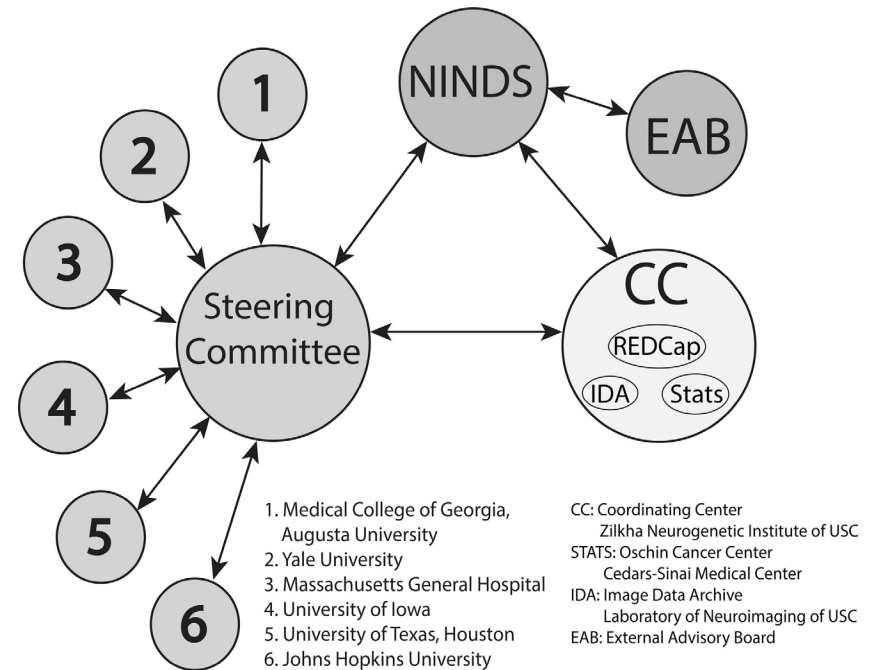 1
2
3
4
5
6
NINDS
EAB
Steering
Committee
CC
REDCap
IDA
Stats
1. Medical College of Georgia,
Augusta University
2. Yale University
3. Massachusetts General Hospital
4. University of Iowa
5. University of Texas, Houston
6. Johns Hopkins University
CC: Coordinating Center
Zilkha Neurogenetic Institute of USC
STATS: Oschin Cancer Center
Cedars-Sinai Medical Center
IDA: Image Data Archive
Laboratory of Neuroimaging of USC
EAB: External Advisory Board